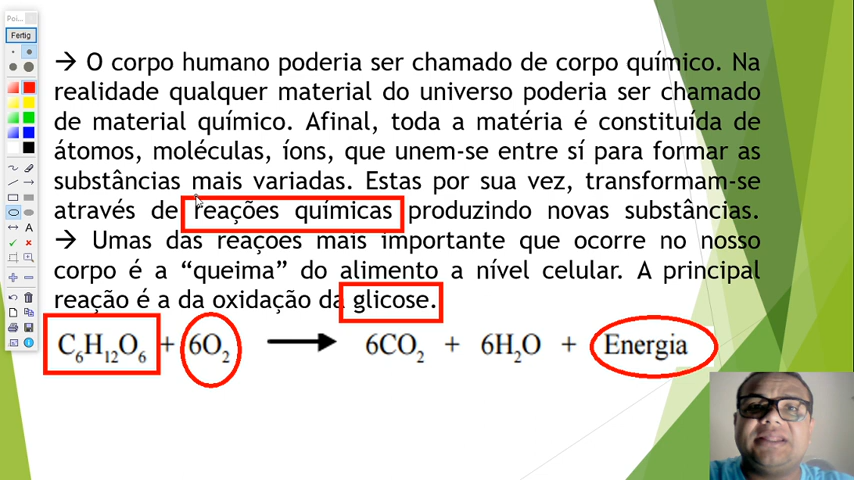 Poi...
Fertig
A
→ O corpo humano poderia ser chamado de corpo químico. Na
realidade qualquer material do universo poderia ser chamado
de material químico. Afinal, toda a matéria é constituída de
átomos, moléculas, íons, que unem-se entre sí para formar as
substâncias mais variadas. Estas por sua vez, transformam-se
através de reações químicas produzindo novas substâncias.
→ Umas das reações mais importante que ocorre no nosso
corpo é a “queima” do alimento a nível celular. A principal
reação é a da oxidação da glicose.
C₆H₁₂O₆ + 6O₂ → 6CO₂ + 6H₂O + Energia